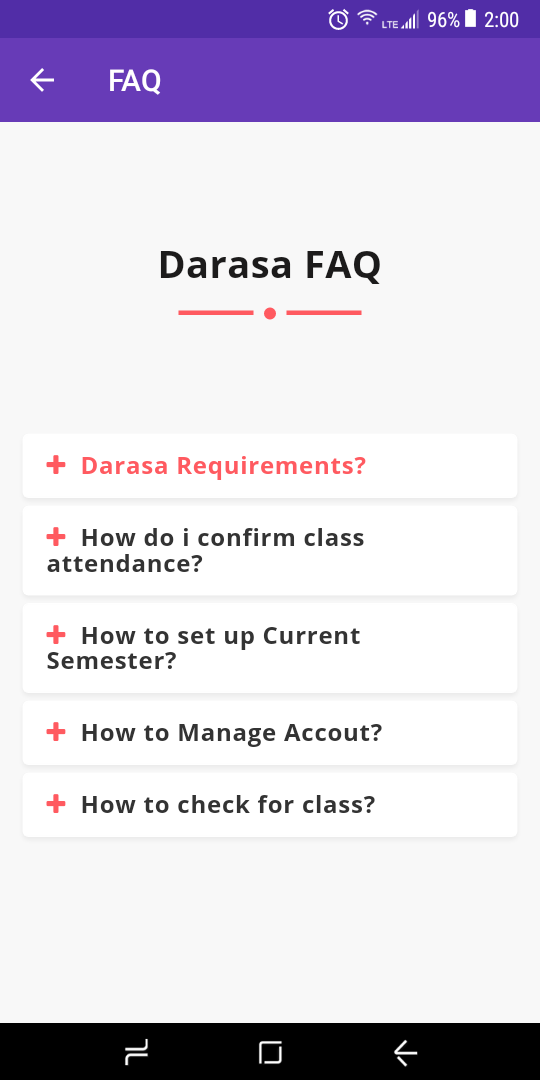 LTE 96% 2:00
FAQ
Darasa FAQ
Darasa Requirements?
How do i confirm class
attendance?
How to set up Current
Semester?
How to Manage Accout?
How to check for class?